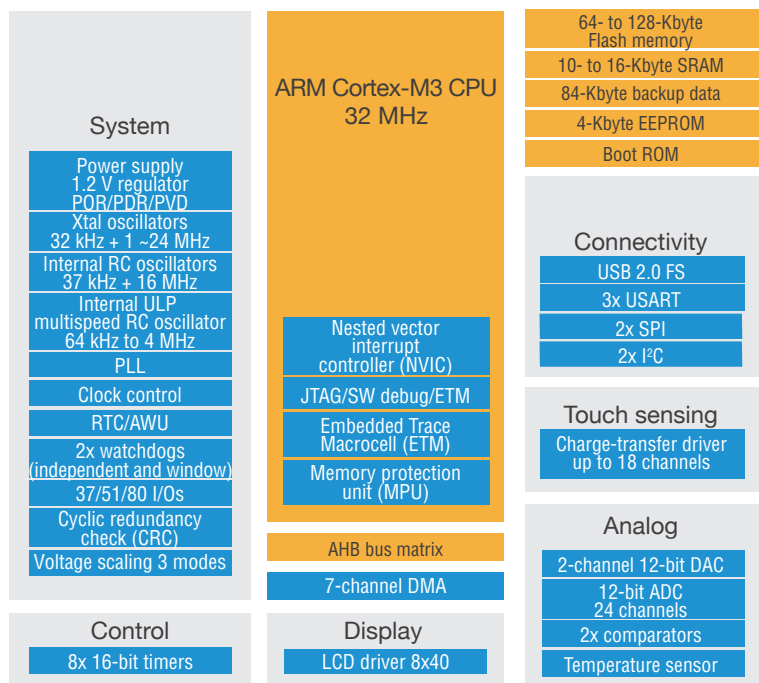 System
Power supply
1.2 V regulator
POR/PDR/PVD
Xtal oscillators
32 kHz + 1 ~24 MHz
Internal RC oscillators
37 kHz + 16 MHz
Internal ULP
multispeed RC oscillator
64 kHz to 4 MHz
PLL
Clock control
RTC/AWU
2x watchdogs
(independent and window)
37/51/80 I/Os
Cyclic redundancy
check (CRC)
Voltage scaling 3 modes
Control
8x 16-bit timers
ARM Cortex-M3 CPU
32 MHz
Nested vector
interrupt
controller (NVIC)
JTAG/SW debug/ETM
Embedded Trace
Macrocell (ETM)
Memory protection
unit (MPU)
AHB bus matrix
7-channel DMA
Display
LCD driver 8x40
64- to 128-Kbyte
Flash memory
10- to 16-Kbyte SRAM
84-Kbyte backup data
4-Kbyte EEPROM
Boot ROM
Connectivity
USB 2.0 FS
3x USART
2x SPI
2x I²C
Touch sensing
Charge-transfer driver
up to 18 channels
Analog
2-channel 12-bit DAC
12-bit ADC
24 channels
2x comparators
Temperature sensor